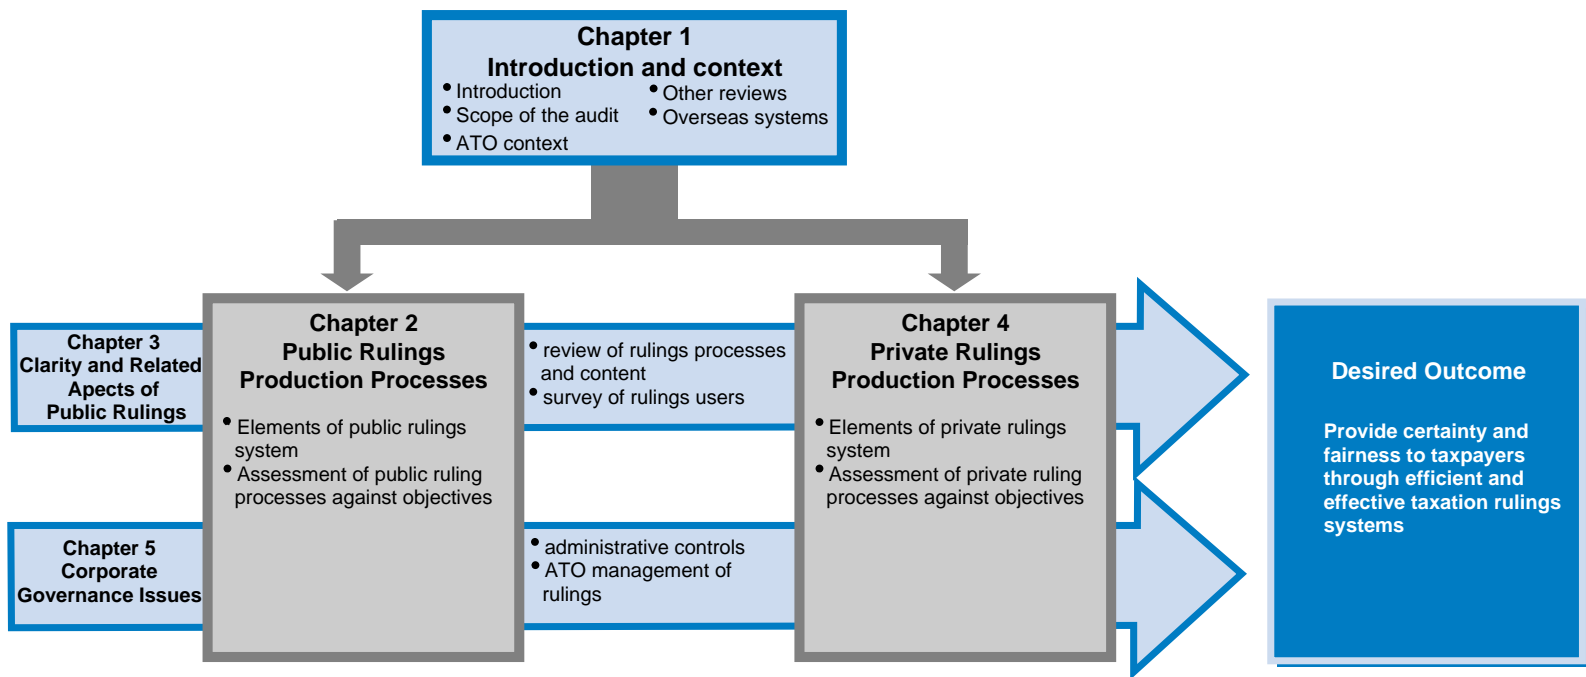 Chapter 1
Introduction and context
• Introduction
• Scope of the audit
• ATO context
• Other reviews
• Overseas systems
Chapter 3
Clarity and Related
Apects of
Public Rulings
Chapter 2
Public Rulings
Production Processes
• Elements of public rulings
system
• Assessment of public ruling
processes against objectives
• review of rulings processes
and content
• survey of rulings users
Chapter 4
Private Rulings
Production Processes
• Elements of private rulings
system
• Assessment of private ruling
processes against objectives
Desired Outcome
Provide certainty and
fairness to taxpayers
through efficient and
effective taxation rulings
systems
Chapter 5
Corporate
Governance Issues
• administrative controls
• ATO management of
rulings